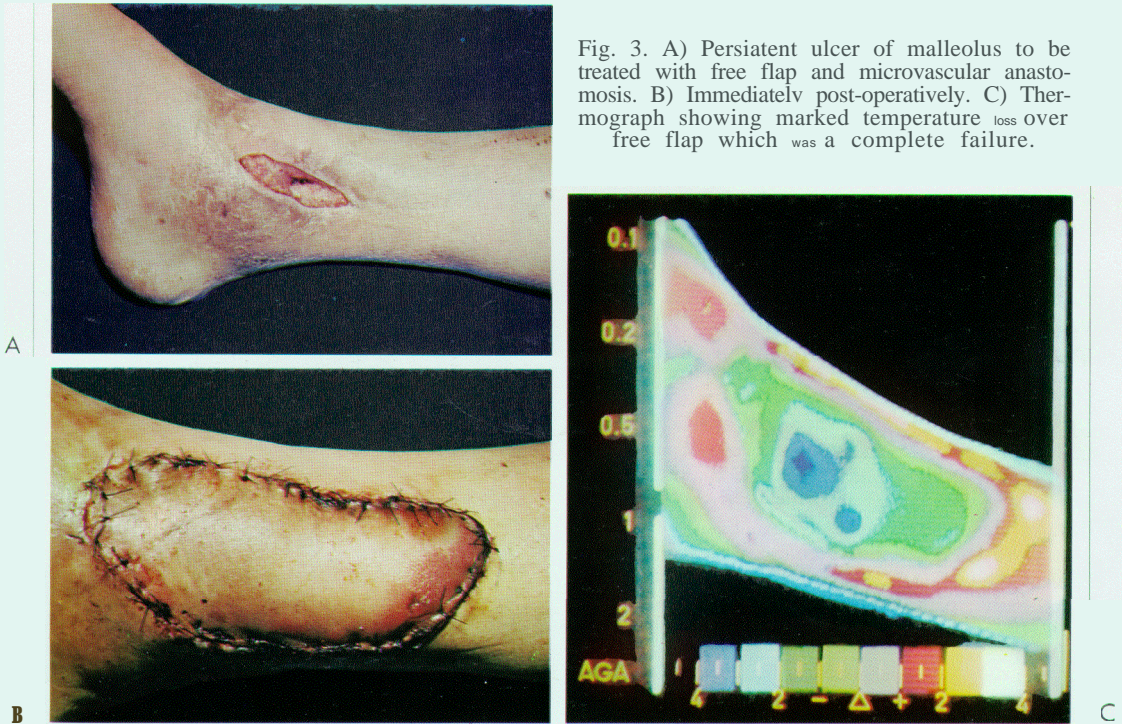 Fig. 3. A) Persiatent ulcer of malleolus to be
treated with free flap and microvascular anasto-
mosis. B) Immediatelv post-operatively. C) Ther-
mograph showing marked temperature loss over
free flap which was a complete failure.
A
B
0.1
0.2
0.5
1
2
AGA
4 2 - Δ + 2 4
C